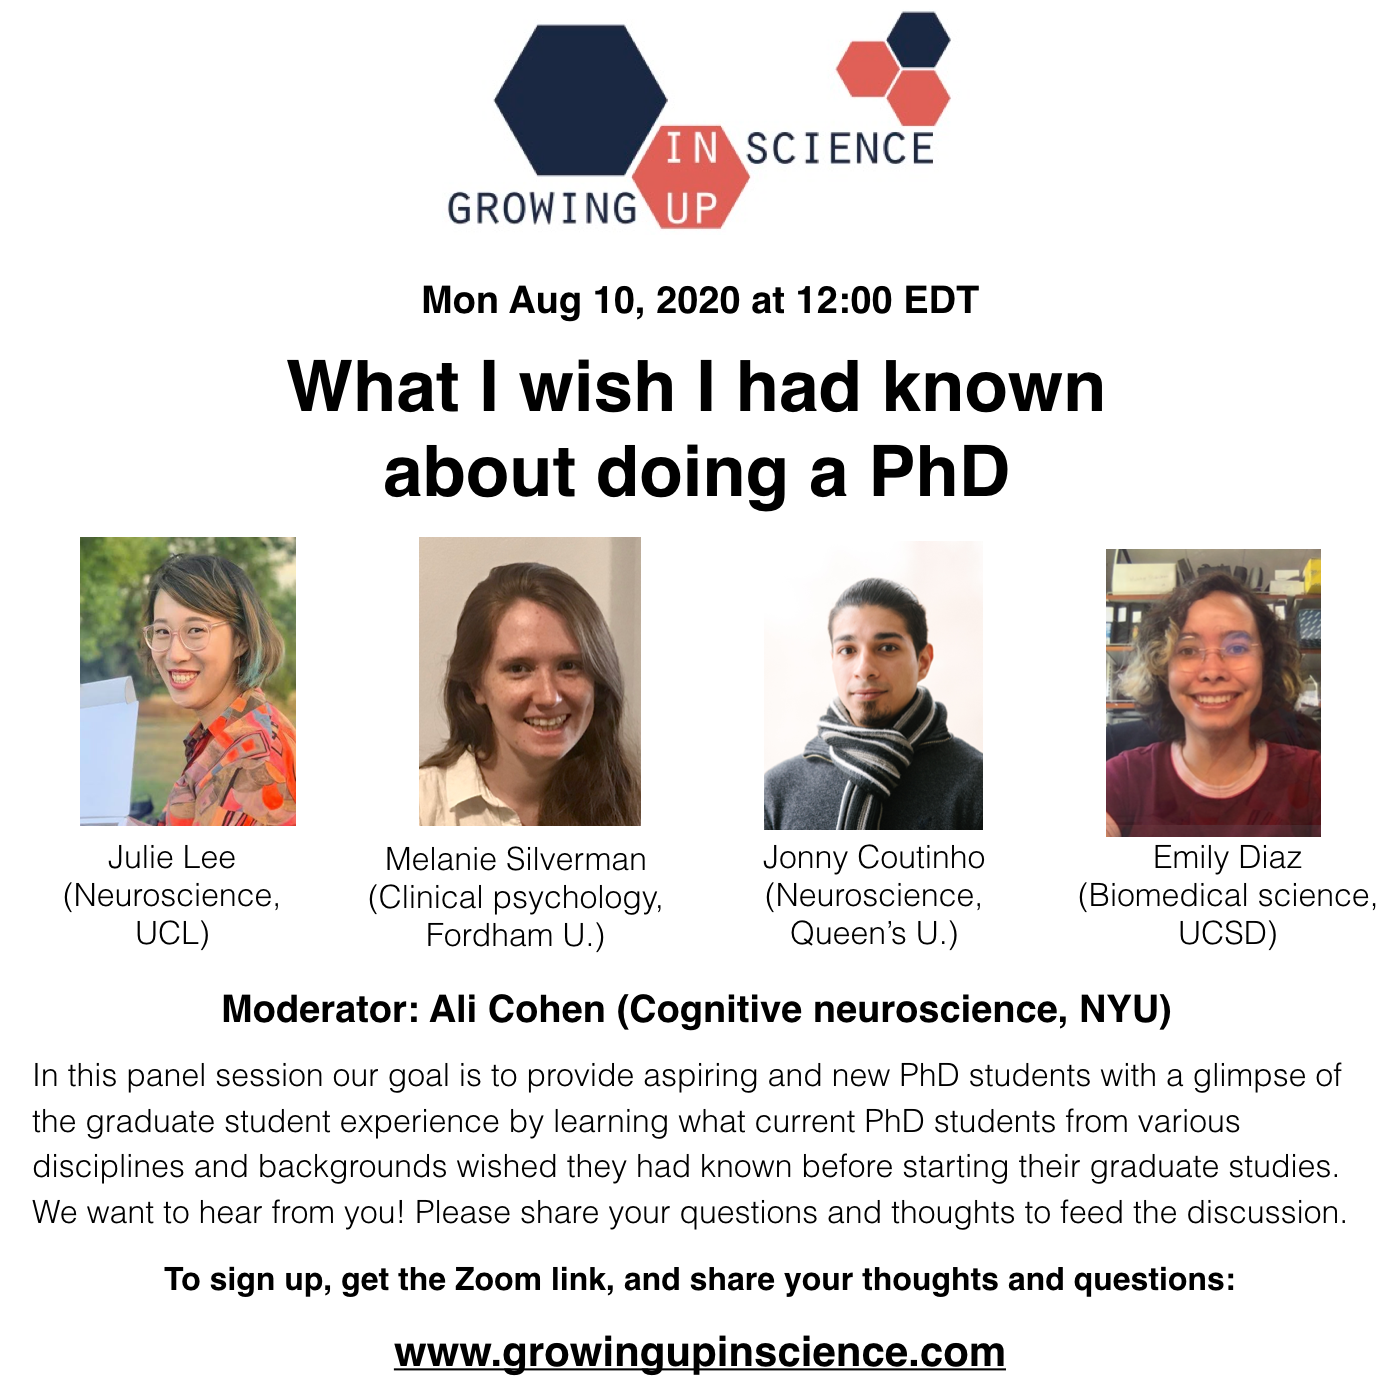 GROWING UP IN SCIENCE
Mon Aug 10, 2020 at 12:00 EDT
What I wish I had known
about doing a PhD
Julie Lee
(Neuroscience,
UCL)
Melanie Silverman
(Clinical psychology,
Fordham U.)
Jonny Coutinho
(Neuroscience,
Queen’s U.)
Emily Diaz
(Biomedical science,
UCSD)
Moderator: Ali Cohen (Cognitive neuroscience, NYU)
In this panel session our goal is to provide aspiring and new PhD students with a glimpse of
the graduate student experience by learning what current PhD students from various
disciplines and backgrounds wished they had known before starting their graduate studies.
We want to hear from you! Please share your questions and thoughts to feed the discussion.
To sign up, get the Zoom link, and share your thoughts and questions:
www.growingupinscience.com